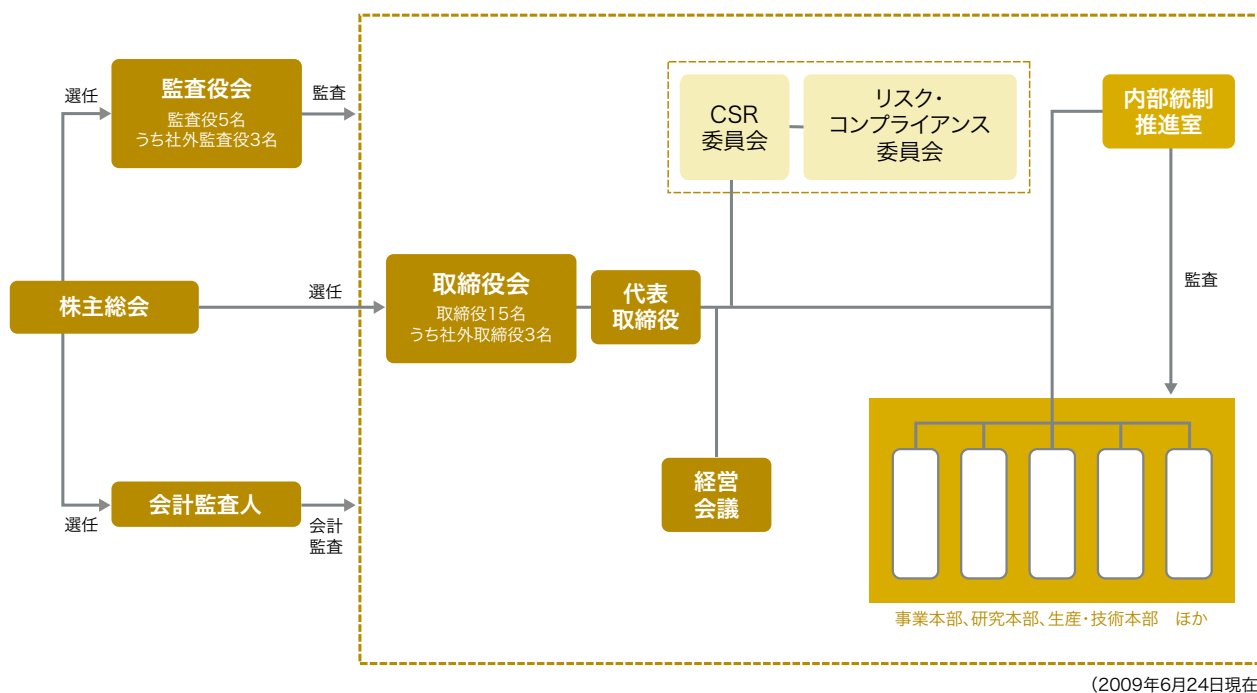 選任
監査役会
監査役5名
うち社外監査役3名
監査
CSR
委員会
リスク・
コンプライアンス
委員会
内部統制
推進室
株主総会
選任
取締役会
取締役15名
うち社外取締役3名
代表
取締役
監査
経営
会議
選任
会計監査人
会計
監査
事業本部、研究本部、生産・技術本部　ほか
(2009年6月24日現在